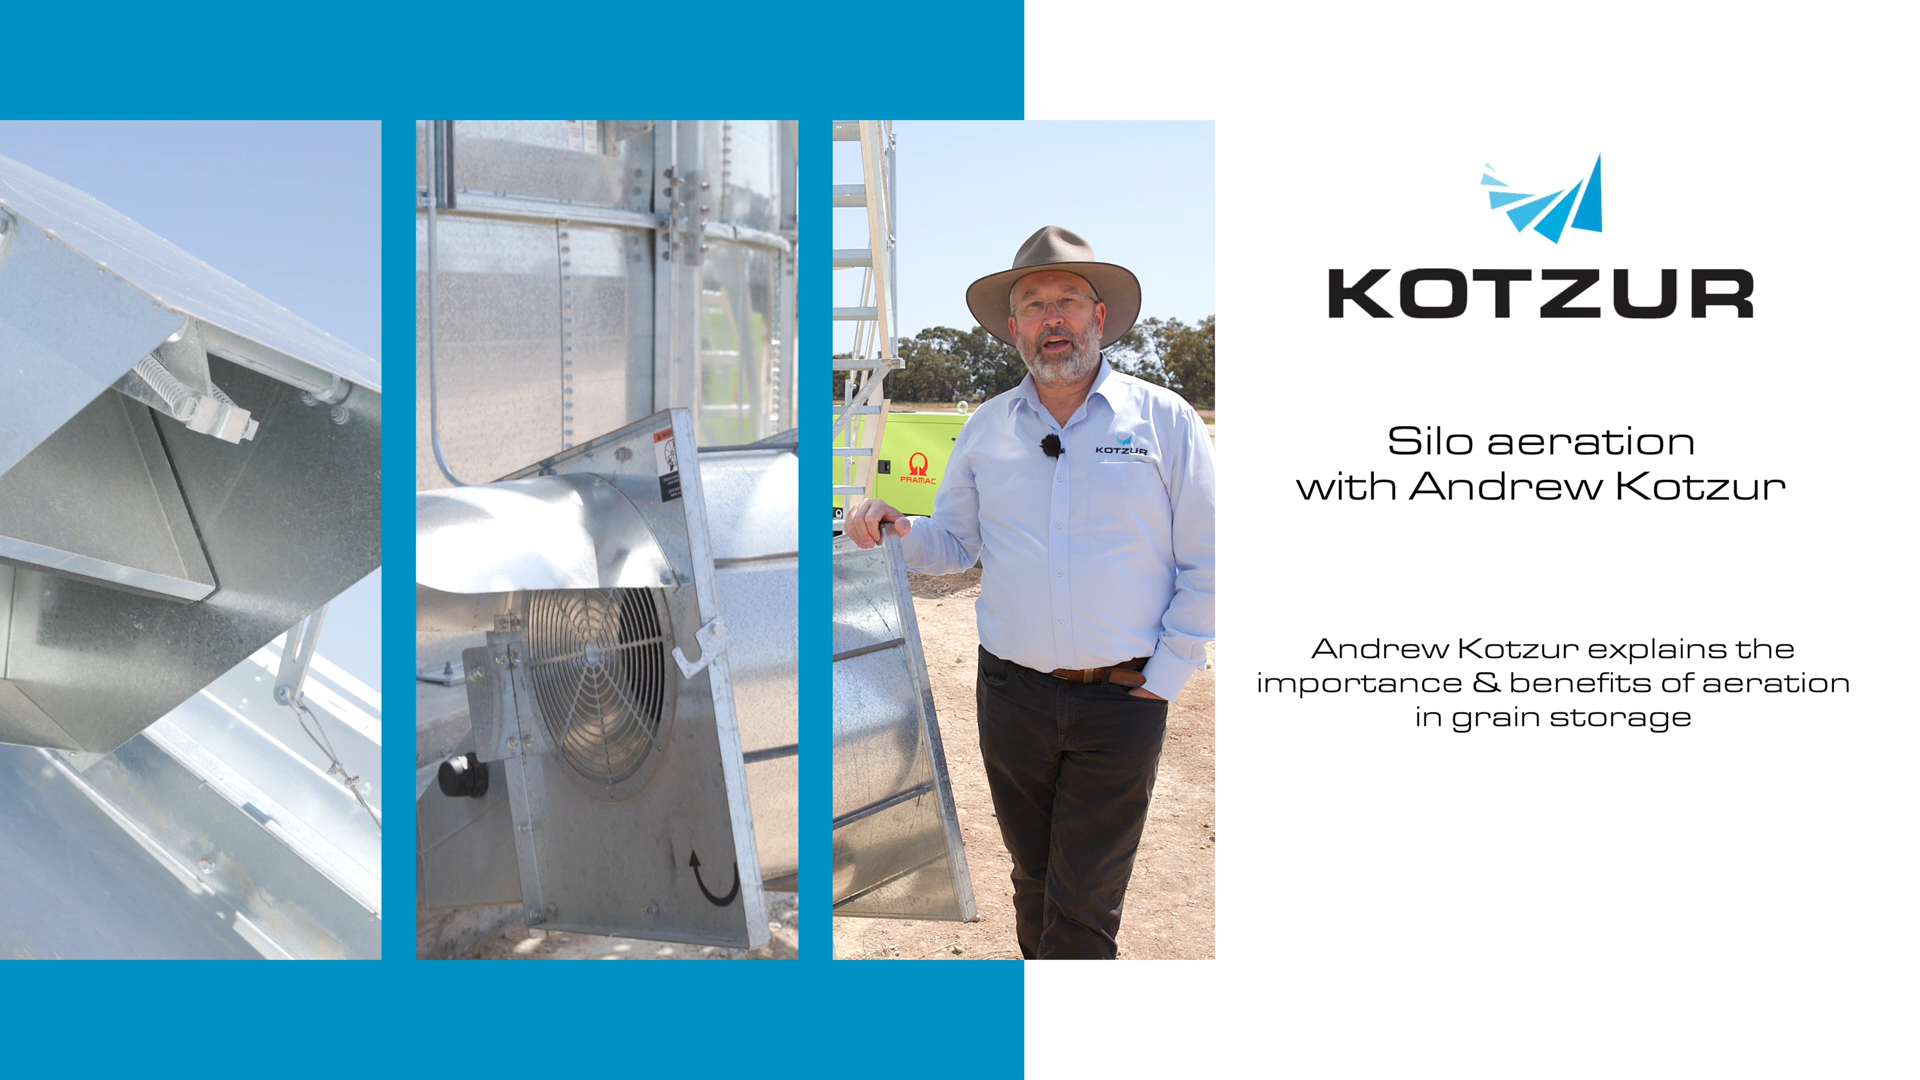 KOTZUR
Silo aeration
with Andrew Kotzur
Andrew Kotzur explains the
importance & benefits of aeration
in grain storage
KOTZUR
PRAMAC